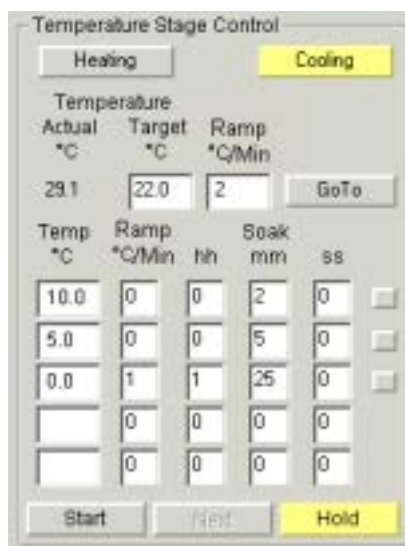 Temperature Stage Control
Heating Cooling
Temperature
Actual Target Ramp
°C °C °C/Min
29.1 22.0 2 GoTo
Temp Ramp Soak
°C °C/Min hh mm ss
10.0 0 0 2 0
5.0 0 0 5 0
0.0 1 1 25 0
0 0 0 0
0 0 0 0
Start Next Hold